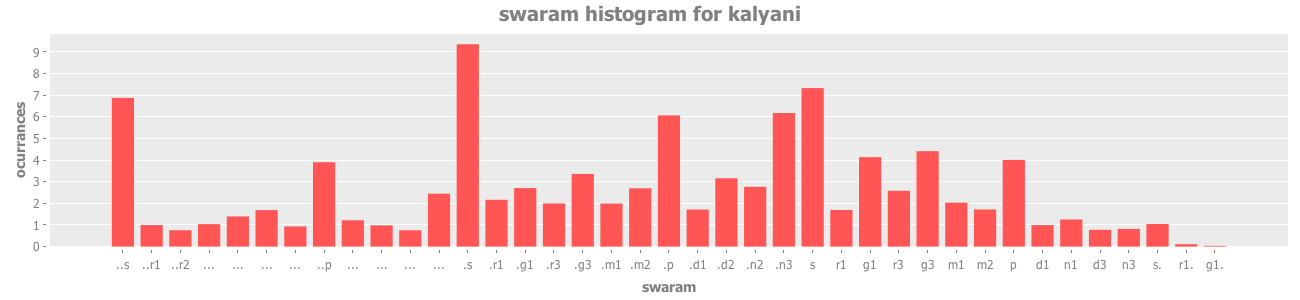 swaram histogram for kalyani
ocurrances
9
8
7
6
5
4
3
2
1
0
..s ..r1 ..r2 ... ... ... ... ..p ... ... ... ... .s .r1 .g1 .r3 .g3 .m1 .m2 .p .d1 .d2 .n2 .n3 s r1 g1 r3 g3 m1 m2 p d1 n1 d3 n3 s. r1. g1.
swaram